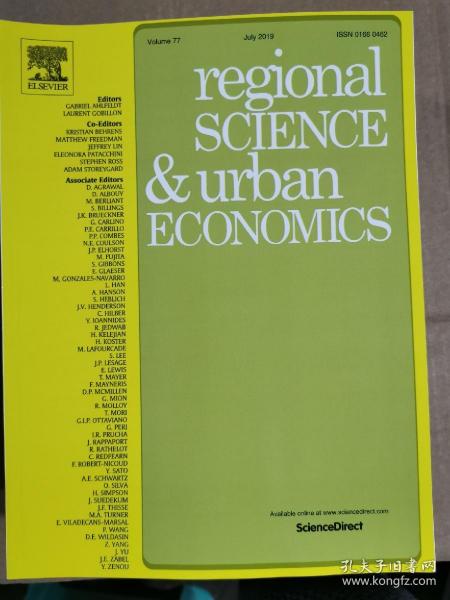 ELSEVIER
Volume 77
July 2019
ISSN 0166 0462
regional
SCIENCE
& urban
ECONOMICS
Editors
GABRIEL AHLFELDT
LAURENT GOBILLON
Co-Editors
KRISTIAN BEHRENS
MATTHEW FREEDMAN
JEFFREY LIN
ELEONORA PATACCHINI
STEPHEN ROSS
ADAM STOREYGARD
Associate Editors
D. AGRAWAL
D. ALBOUY
M. BERLIANT
S. BILLINGS
J.K. BRUECKNER
G. CARLINO
P.E. CARRILLO
P.P. COMBES
N.E. COULSON
J.P. ELHORST
M. FUJITA
S. GIBBONS
E. GLAESER
M. GONZALES-NAVARRO
L. HAN
A. HANSON
S. HEBLICH
J.V. HENDERSON
C. HILBER
Y. IOANNIDES
R. JEDWAB
H. KELEJIAN
H. KOSTER
M. LAFOURCADE
S. LEE
J.P. LESAGE
E. LEWIS
T. MAYER
F. MAYNERIS
D.P. MCMILLEN
G. MION
R. MOLLOY
T. MORI
G.I.P. OTTAVIANO
G. PERI
I.R. PRUCHA
J. RAPPAPORT
R. RATHELOT
C. REDFEARN
F. ROBERT-NICOUD
Y. SATO
A.E. SCHWARTZ
O. SILVA
H. SIMPSON
J. SUEDEKUM
J.F. THISSE
M.A. TURNER
E. VILADECANS-MARSAL
P. WANG
D.E. WILDASIN
Z. YANG
J. YU
J.E. ZABEL
Y. ZENOU
Available online at www.sciencedirect.com
ScienceDirect
孔夫子旧书网
www.kongfz.com